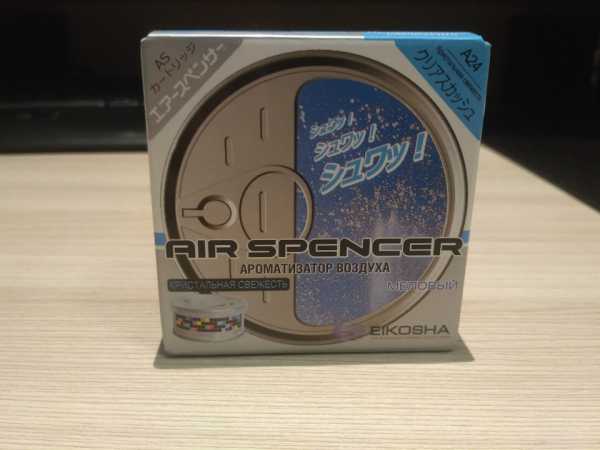 AS
カートリッジ
エアースペンサー
A24
Кристальная свежесть
クリアスカッシュ
シュワッ!
シュワッ!
シュワッ!
AIR SPENCER
АРОМАТИЗАТОР ВОЗДУХА
КРИСТАЛЬНАЯ СВЕЖЕСТЬ
МЕЛОВЫЙ
EIKOSHA